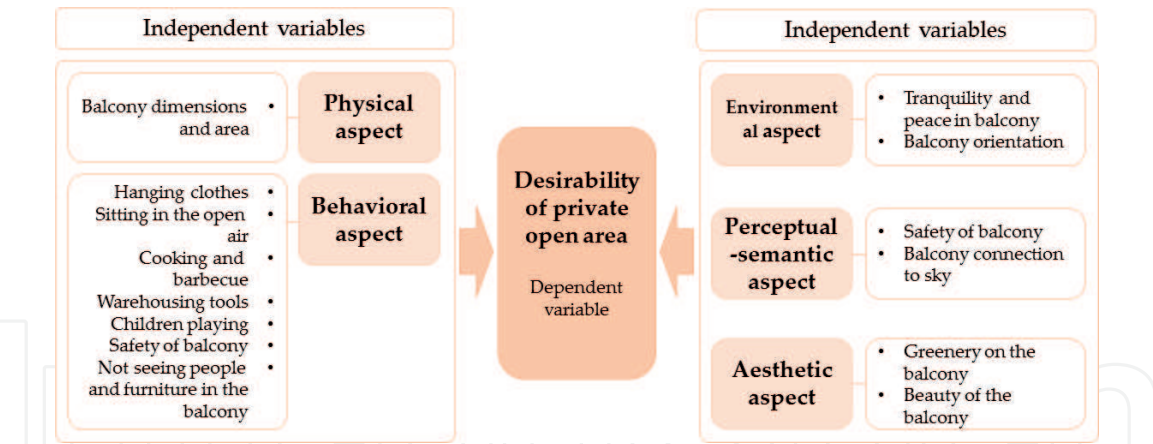 Independent variables
Balcony dimensions •
and area
Physical
aspect
Hanging clothes •
Sitting in the open •
air
Cooking and •
barbecue
Warehousing tools •
Children playing •
Safety of balcony •
Not seeing people •
and furniture in the
balcony
Behavioral
aspect
Desirability
of private
open area
Dependent
variable
Independent variables
Environment
al aspect
• Tranquility and
peace in balcony
• Balcony orientation
Perceptual
-semantic
aspect
• Safety of balcony
• Balcony connection
to sky
Aesthetic
aspect
• Greenery on the
balcony
• Beauty of the
balcony